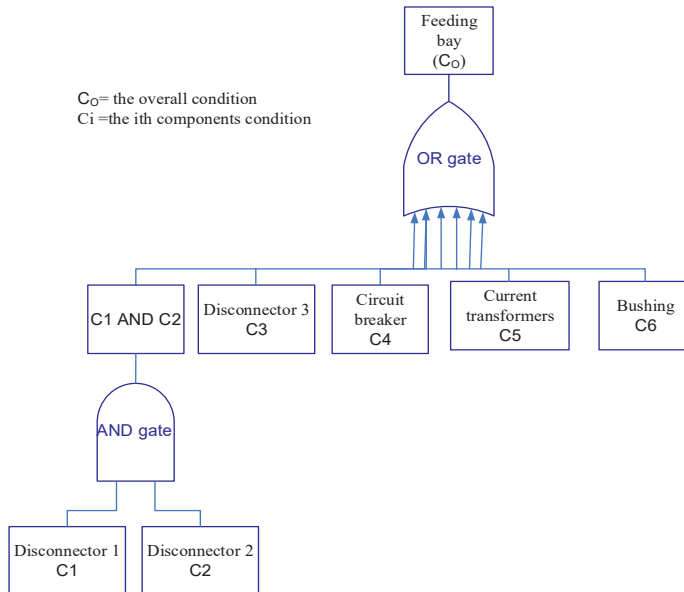 Feeding
bay
(Co)
Co= the overall condition
Ci =the ith components condition
OR gate
C1 AND C2
Disconnector 3
C3
Circuit
breaker
C4
Current
transformers
C5
Bushing
C6
AND gate
Disconnector 1
C1
Disconnector 2
C2